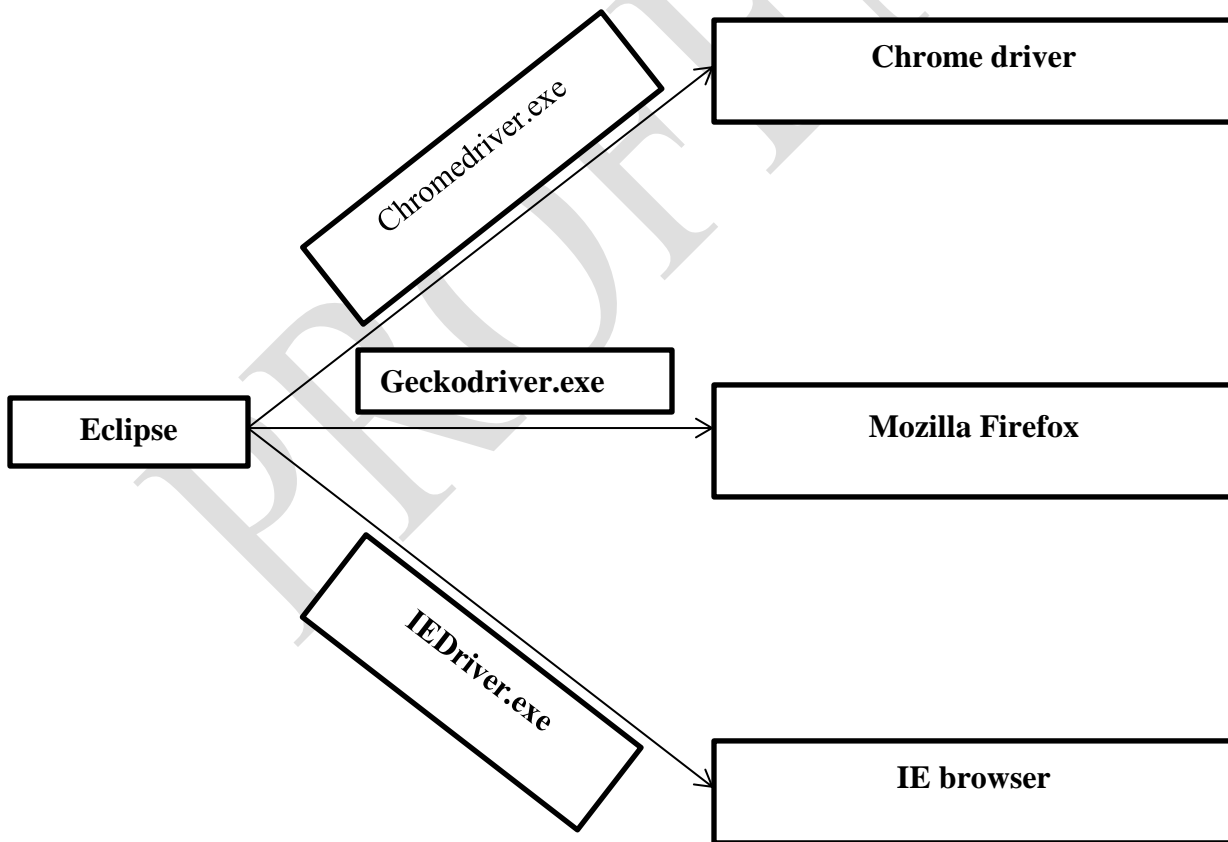 Chrome driver
Chromedriver.exe
Geckodriver.exe
Eclipse
Mozilla Firefox
IEDriver.exe
IE browser